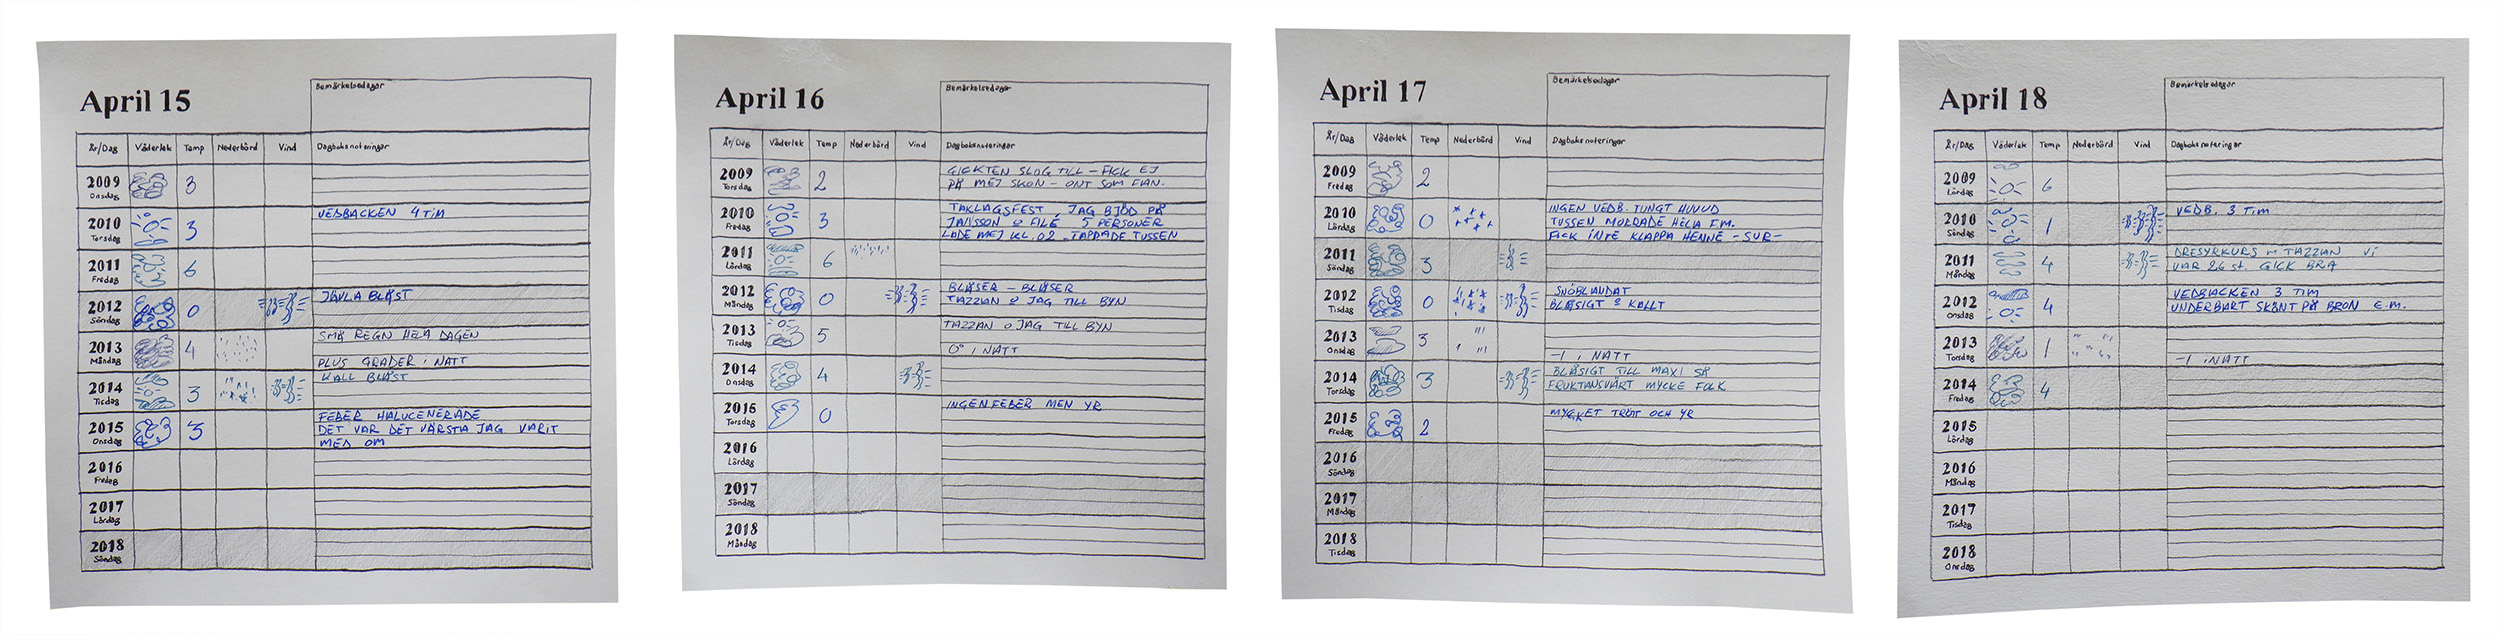 April 15
Bemärkelsedagar
År/Dag Väderlek Temp Nederbörd Vind Dagboksnoteringar
2009 3
Onsdag
2010 3 VEDBACKEN 4 TIM
Torsdag
2011 6
Fredag
2012 0 JÄVLA BLÅST
Söndag
2013 4 SMÅ REGN HELA DAGEN
Måndag PLUS GRADER I NATT
2014 3 KALL BLÅST
Tisdag
2015 3 FEBER HALUCENERADE
Onsdag DET VAR DET VÄRSTA JAG VARIT
MED OM
2016
Fredag
2017
Lördag
2018
Söndag
April 16
Bemärkelsedagar
År/Dag Väderlek Temp Nederbörd Vind Dagboksnoteringar
2009 2 GICKTEN SLOG TILL – FICK EJ
Torsdag PÅ MEJ SKON – ONT SOM FAN.
2010 3 TAKLAGSFEST, JAG BJÖD PÅ
Fredag JANSSON O FILÉ 5 PERSONER
LADE MEJ KL. 02 TAPPADE TUSSEN
2011 6
Lördag
2012 0 BLÅSER – BLÅSER
Måndag TAZZAN O JAG TILL BYN
2013 5 TAZZAN O JAG TILL BYN
Tisdag 0° I NATT
2014 4
Onsdag
2015 0 INGEN FEBER MEN YR
Torsdag
2016
Lördag
2017
Söndag
2018
Måndag
April 17
Bemärkelsedagar
År/Dag Väderlek Temp Nederbörd Vind Dagboksnoteringar
2009 2
Fredag
2010 0 INGEN VEDB. TUNGT HUVUD
Lördag TUSSEN MORRADE HELA F.M.
FICK INTE KLAPPA HENNE – SUR –
2011 3
Söndag
2012 0 SNÖBLANDAT
Tisdag BLÅSIGT O KALLT
2013 3
Onsdag –1 I NATT
2014 3 BLÅSIGT TILL MAXI SÅ
Torsdag FRUKTANSVÄRT MYCKE FOLK
2015 2 MYCKET TRÖTT OCH YR
Fredag
2016
Söndag
2017
Måndag
2018
Tisdag
April 18
Bemärkelsedagar
År/Dag Väderlek Temp Nederbörd Vind Dagboksnoteringar
2009 6
Lördag
2010 1 VEDB. 3 TIM
Söndag
2011 4 DRESYRKURS M TAZZAN VI
Måndag VAR 26 st. GICK BRA
2012 4 VEDBACKEN 3 TIM
Onsdag UNDERBART SKÖNT PÅ BRON E.M.
2013 1
Torsdag –1 I NATT
2014 4
Fredag
2015
Lördag
2016
Måndag
2017
Tisdag
2018
Onsdag